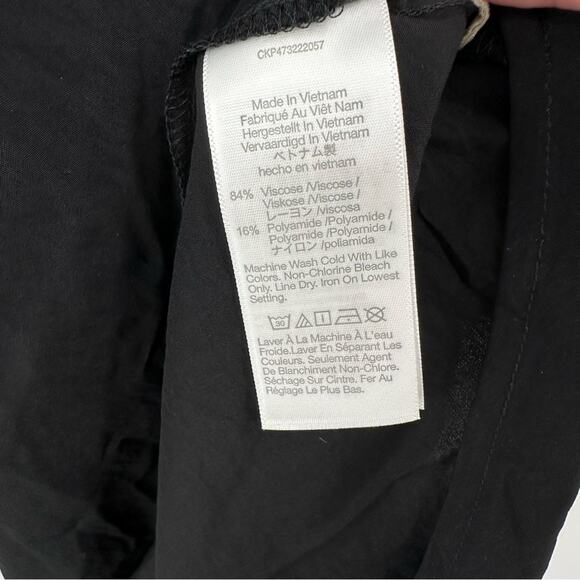 CKP473222057
Made In Vietnam
Fabriqué Au Viêt Nam
Hergestellt In Vietnam
Vervaardigd In Vietnam
ベトナム製
hecho en vietnam
84% Viscose/Viscose /
Viskose /Viscose /
レーヨン /viscosa
16% Polyamide /Polyamide/
Polyamide /Polyamide /
ナイロン /poliamida
Machine Wash Cold With Like
Colors. Non-Chlorine Bleach
Only. Line Dry. Iron On Lowest
Setting.
30
Laver À La Machine À L'eau
Froide.Laver En Séparant Les
Couleurs. Seulement Agent
De Blanchiment Non-Chlore.
Séchage Sur Cintre. Fer Au
Réglage Le Plus Bas.